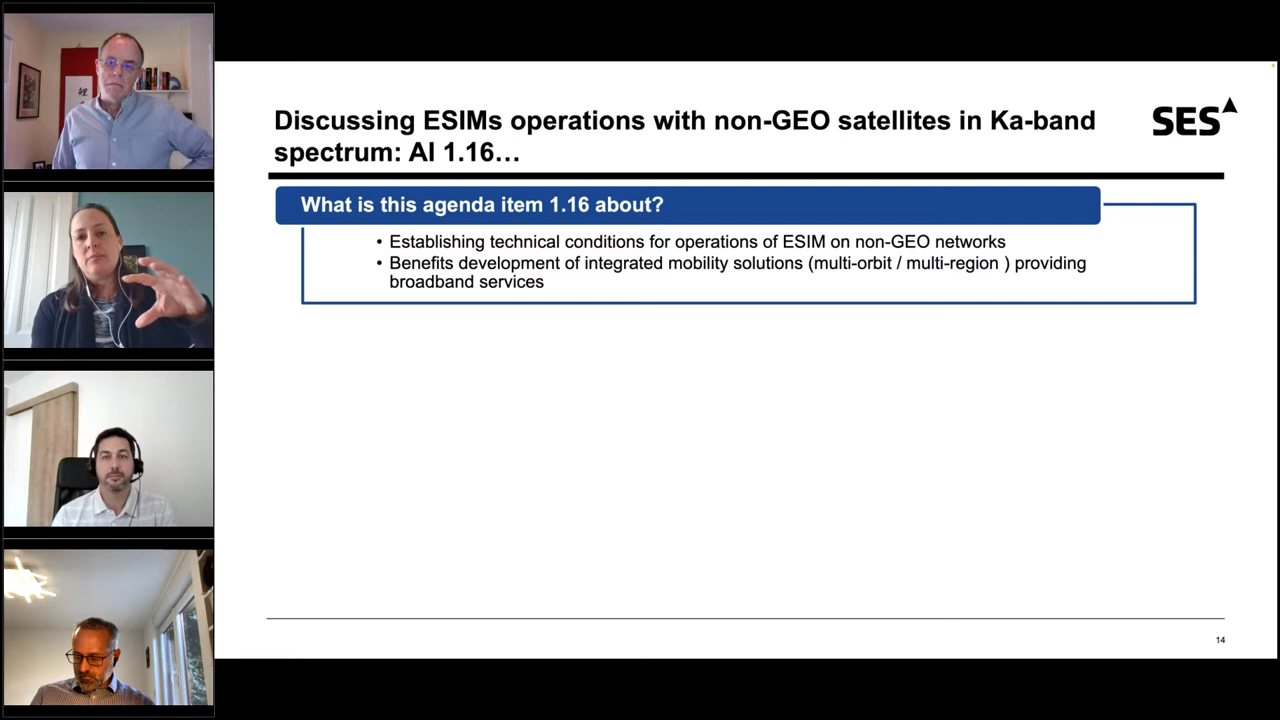 Discussing ESIMs operations with non-GEO satellites in Ka-band
spectrum: AI 1.16…
SES
What is this agenda item 1.16 about?
• Establishing technical conditions for operations of ESIM on non-GEO networks
• Benefits development of integrated mobility solutions (multi-orbit / multi-region ) providing
broadband services
14